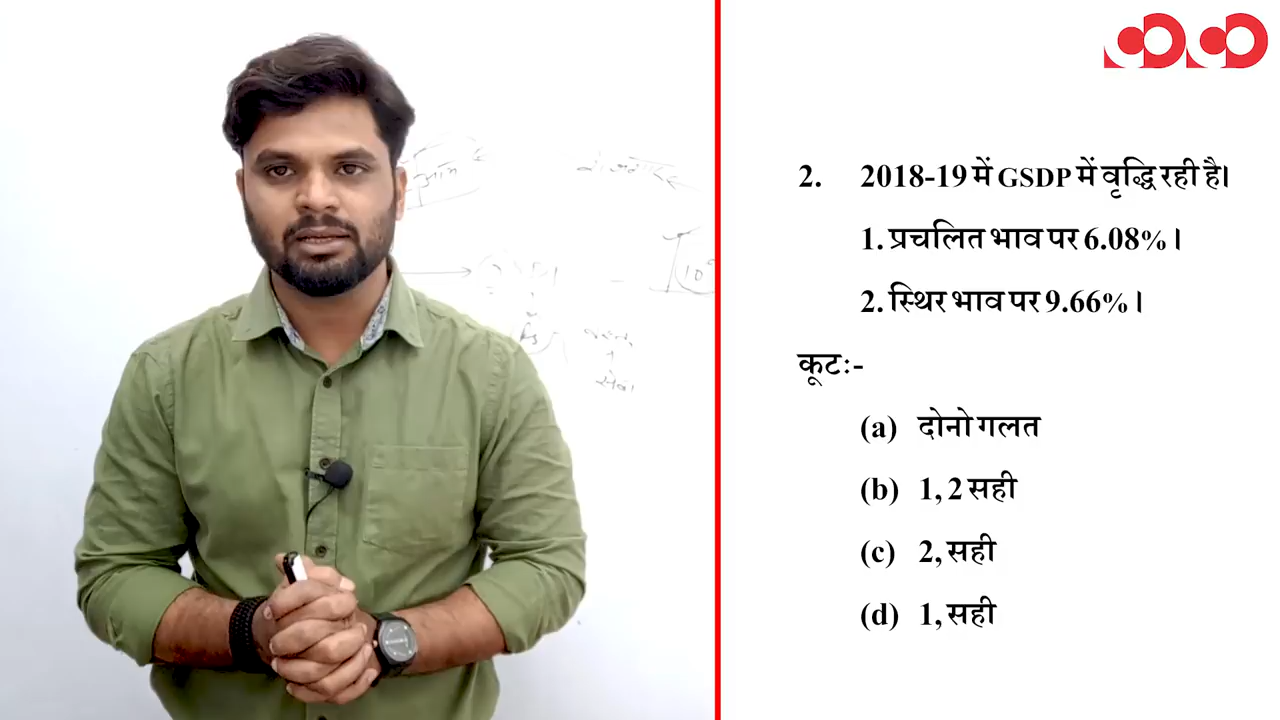 2. 2018-19 में GSDP में वृद्धि रही है।
1. प्रचलित भाव पर 6.08%।
2. स्थिर भाव पर 9.66%।
कूटः-
(a) दोनो गलत
(b) 1, 2 सही
(c) 2, सही
(d) 1, सही